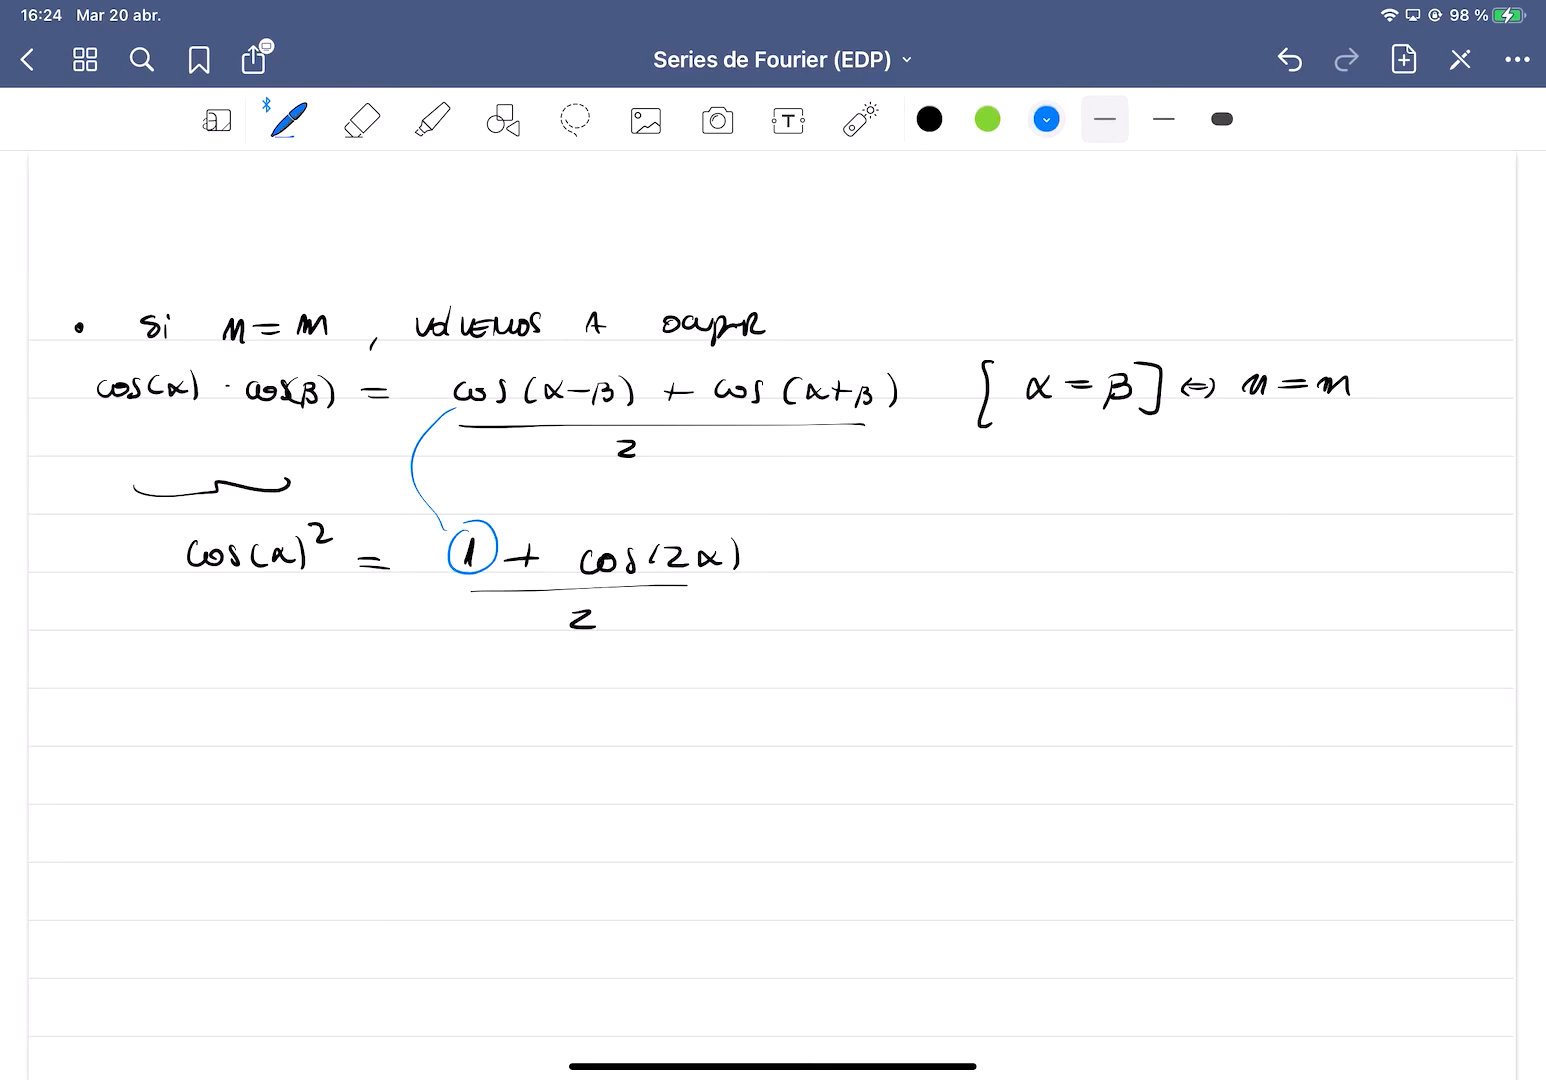 16:24 Mar 20 abr. 98 %
Series de Fourier (EDP)
• Si n = m, volvemos a ocupar
cos(α) · cos(β) = cos(α-β) + cos(α+β) [α = β] ⇔ n = m
2
cos(α)² = 1 + cos(2α)
2